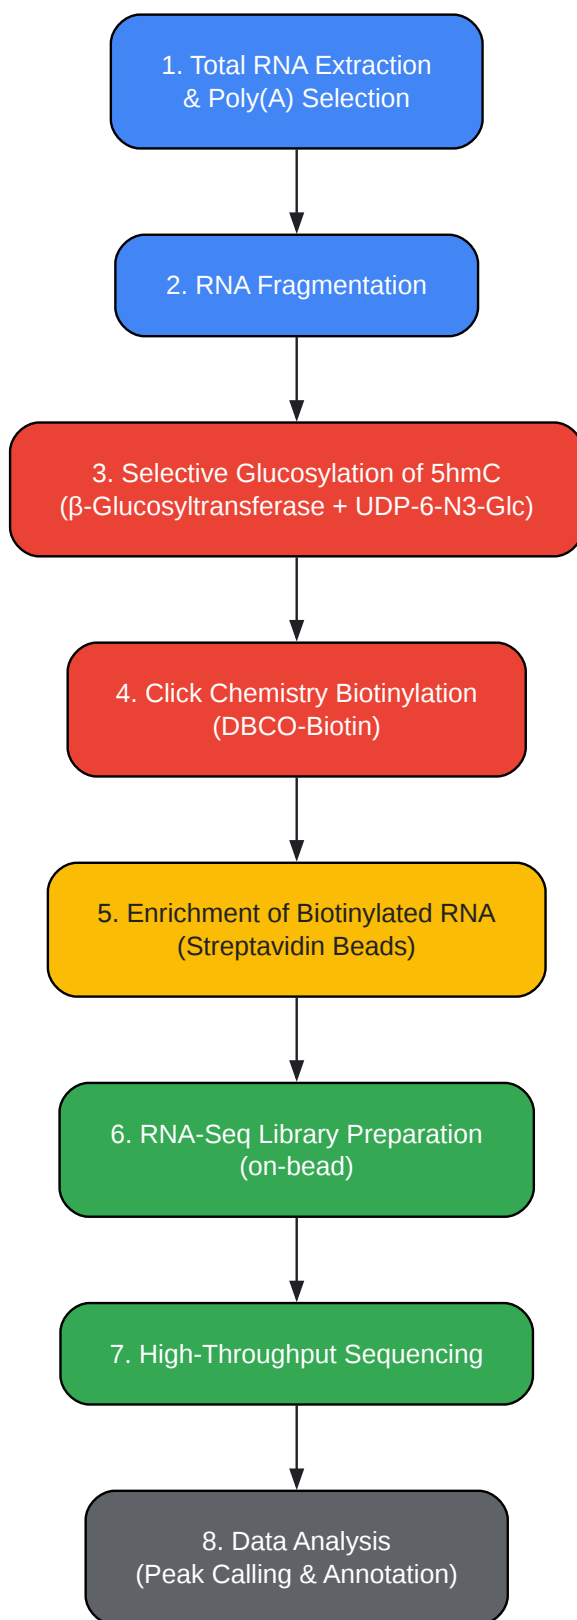 1. Total RNA Extraction
& Poly(A) Selection
2. RNA Fragmentation
3. Selective Glucosylation of 5hmC
(β-Glucosyltransferase + UDP-6-N3-Glc)
4. Click Chemistry Biotinylation
(DBCO-Biotin)
5. Enrichment of Biotinylated RNA
(Streptavidin Beads)
6. RNA-Seq Library Preparation
(on-bead)
7. High-Throughput Sequencing
8. Data Analysis
(Peak Calling & Annotation)